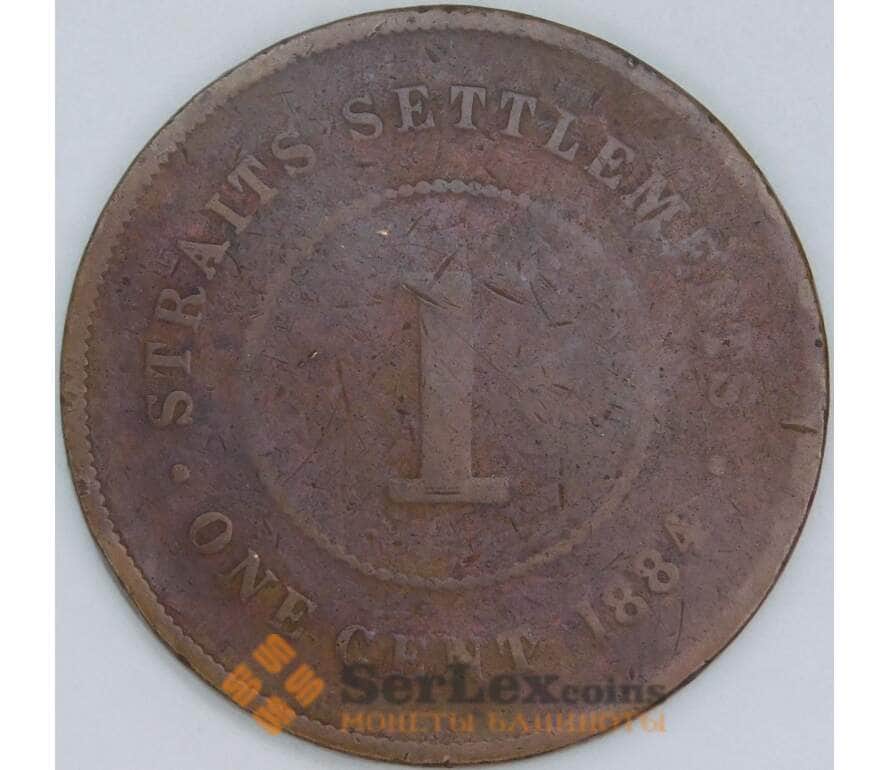 STRAITS SETTLEMENTS
1
ONE CENT 1884
SerLexcoins
МОНЕТЫ БАНКНОТЫ